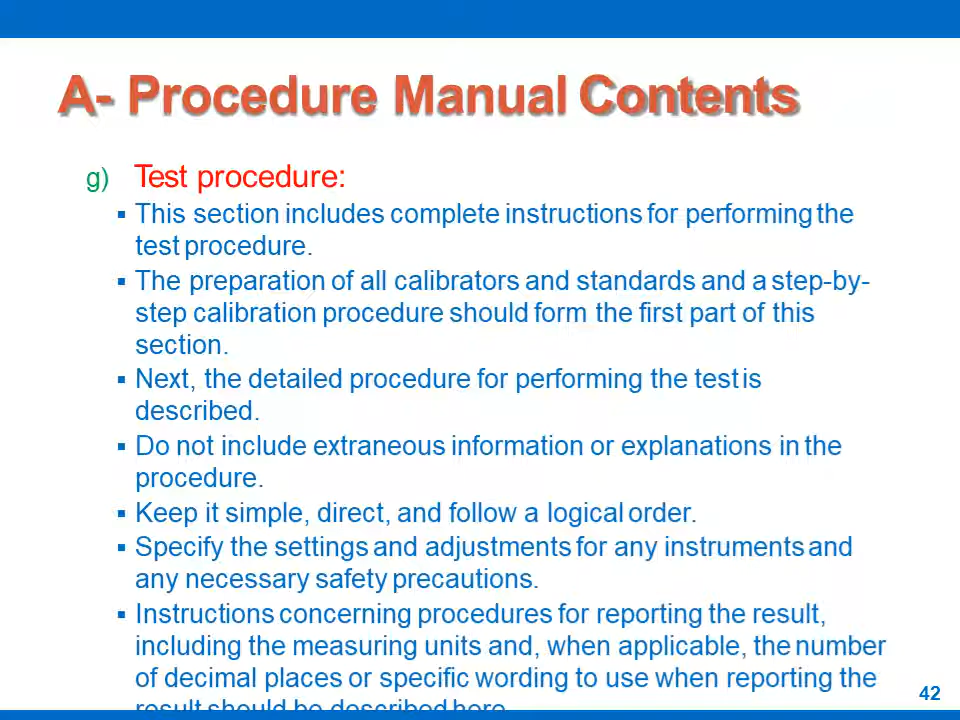 A- Procedure Manual Contents
g) Test procedure:
▪ This section includes complete instructions for performing the
test procedure.
▪ The preparation of all calibrators and standards and a step-by-
step calibration procedure should form the first part of this
section.
▪ Next, the detailed procedure for performing the test is
described.
▪ Do not include extraneous information or explanations in the
procedure.
▪ Keep it simple, direct, and follow a logical order.
▪ Specify the settings and adjustments for any instruments and
any necessary safety precautions.
▪ Instructions concerning procedures for reporting the result,
including the measuring units and, when applicable, the number
of decimal places or specific wording to use when reporting the
result should be described here.
42